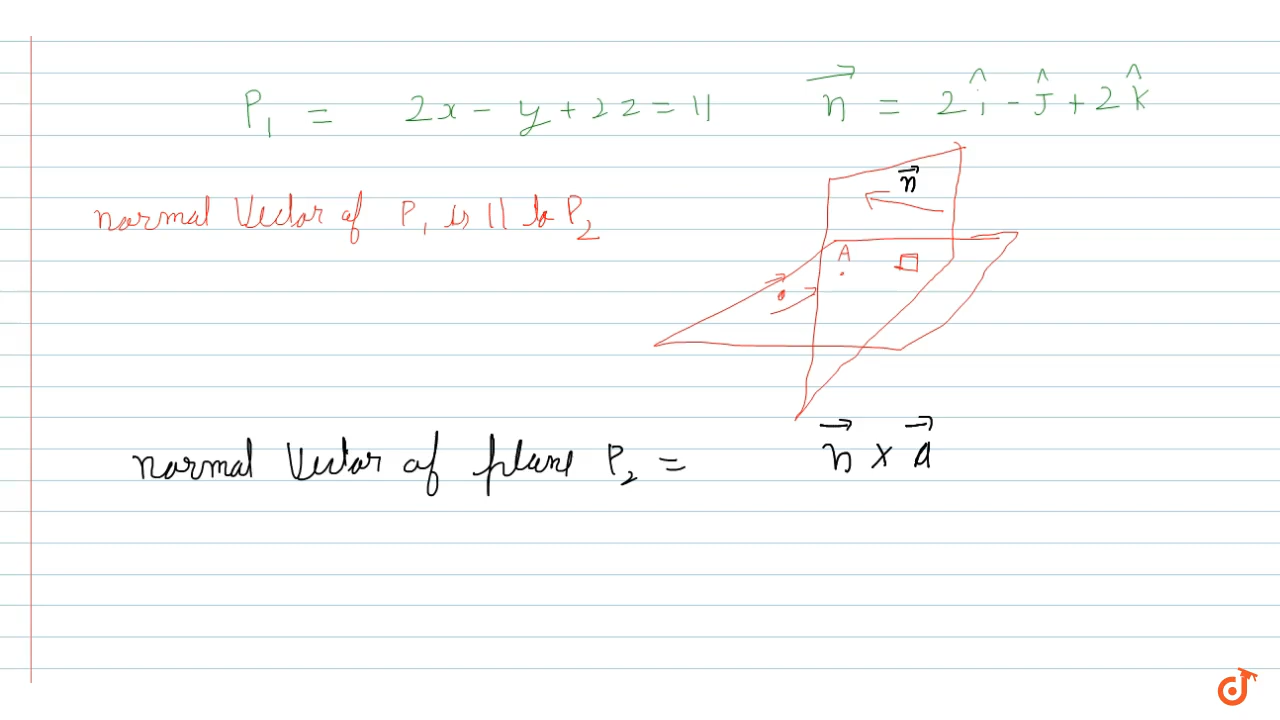 P₁ = 2x - y + 2z = 11 n⃗ = 2î - ĵ + 2k̂
n⃗
normal vector of P₁ is || to P₂
A
normal vector of plane P₂ = n⃗ × a⃗